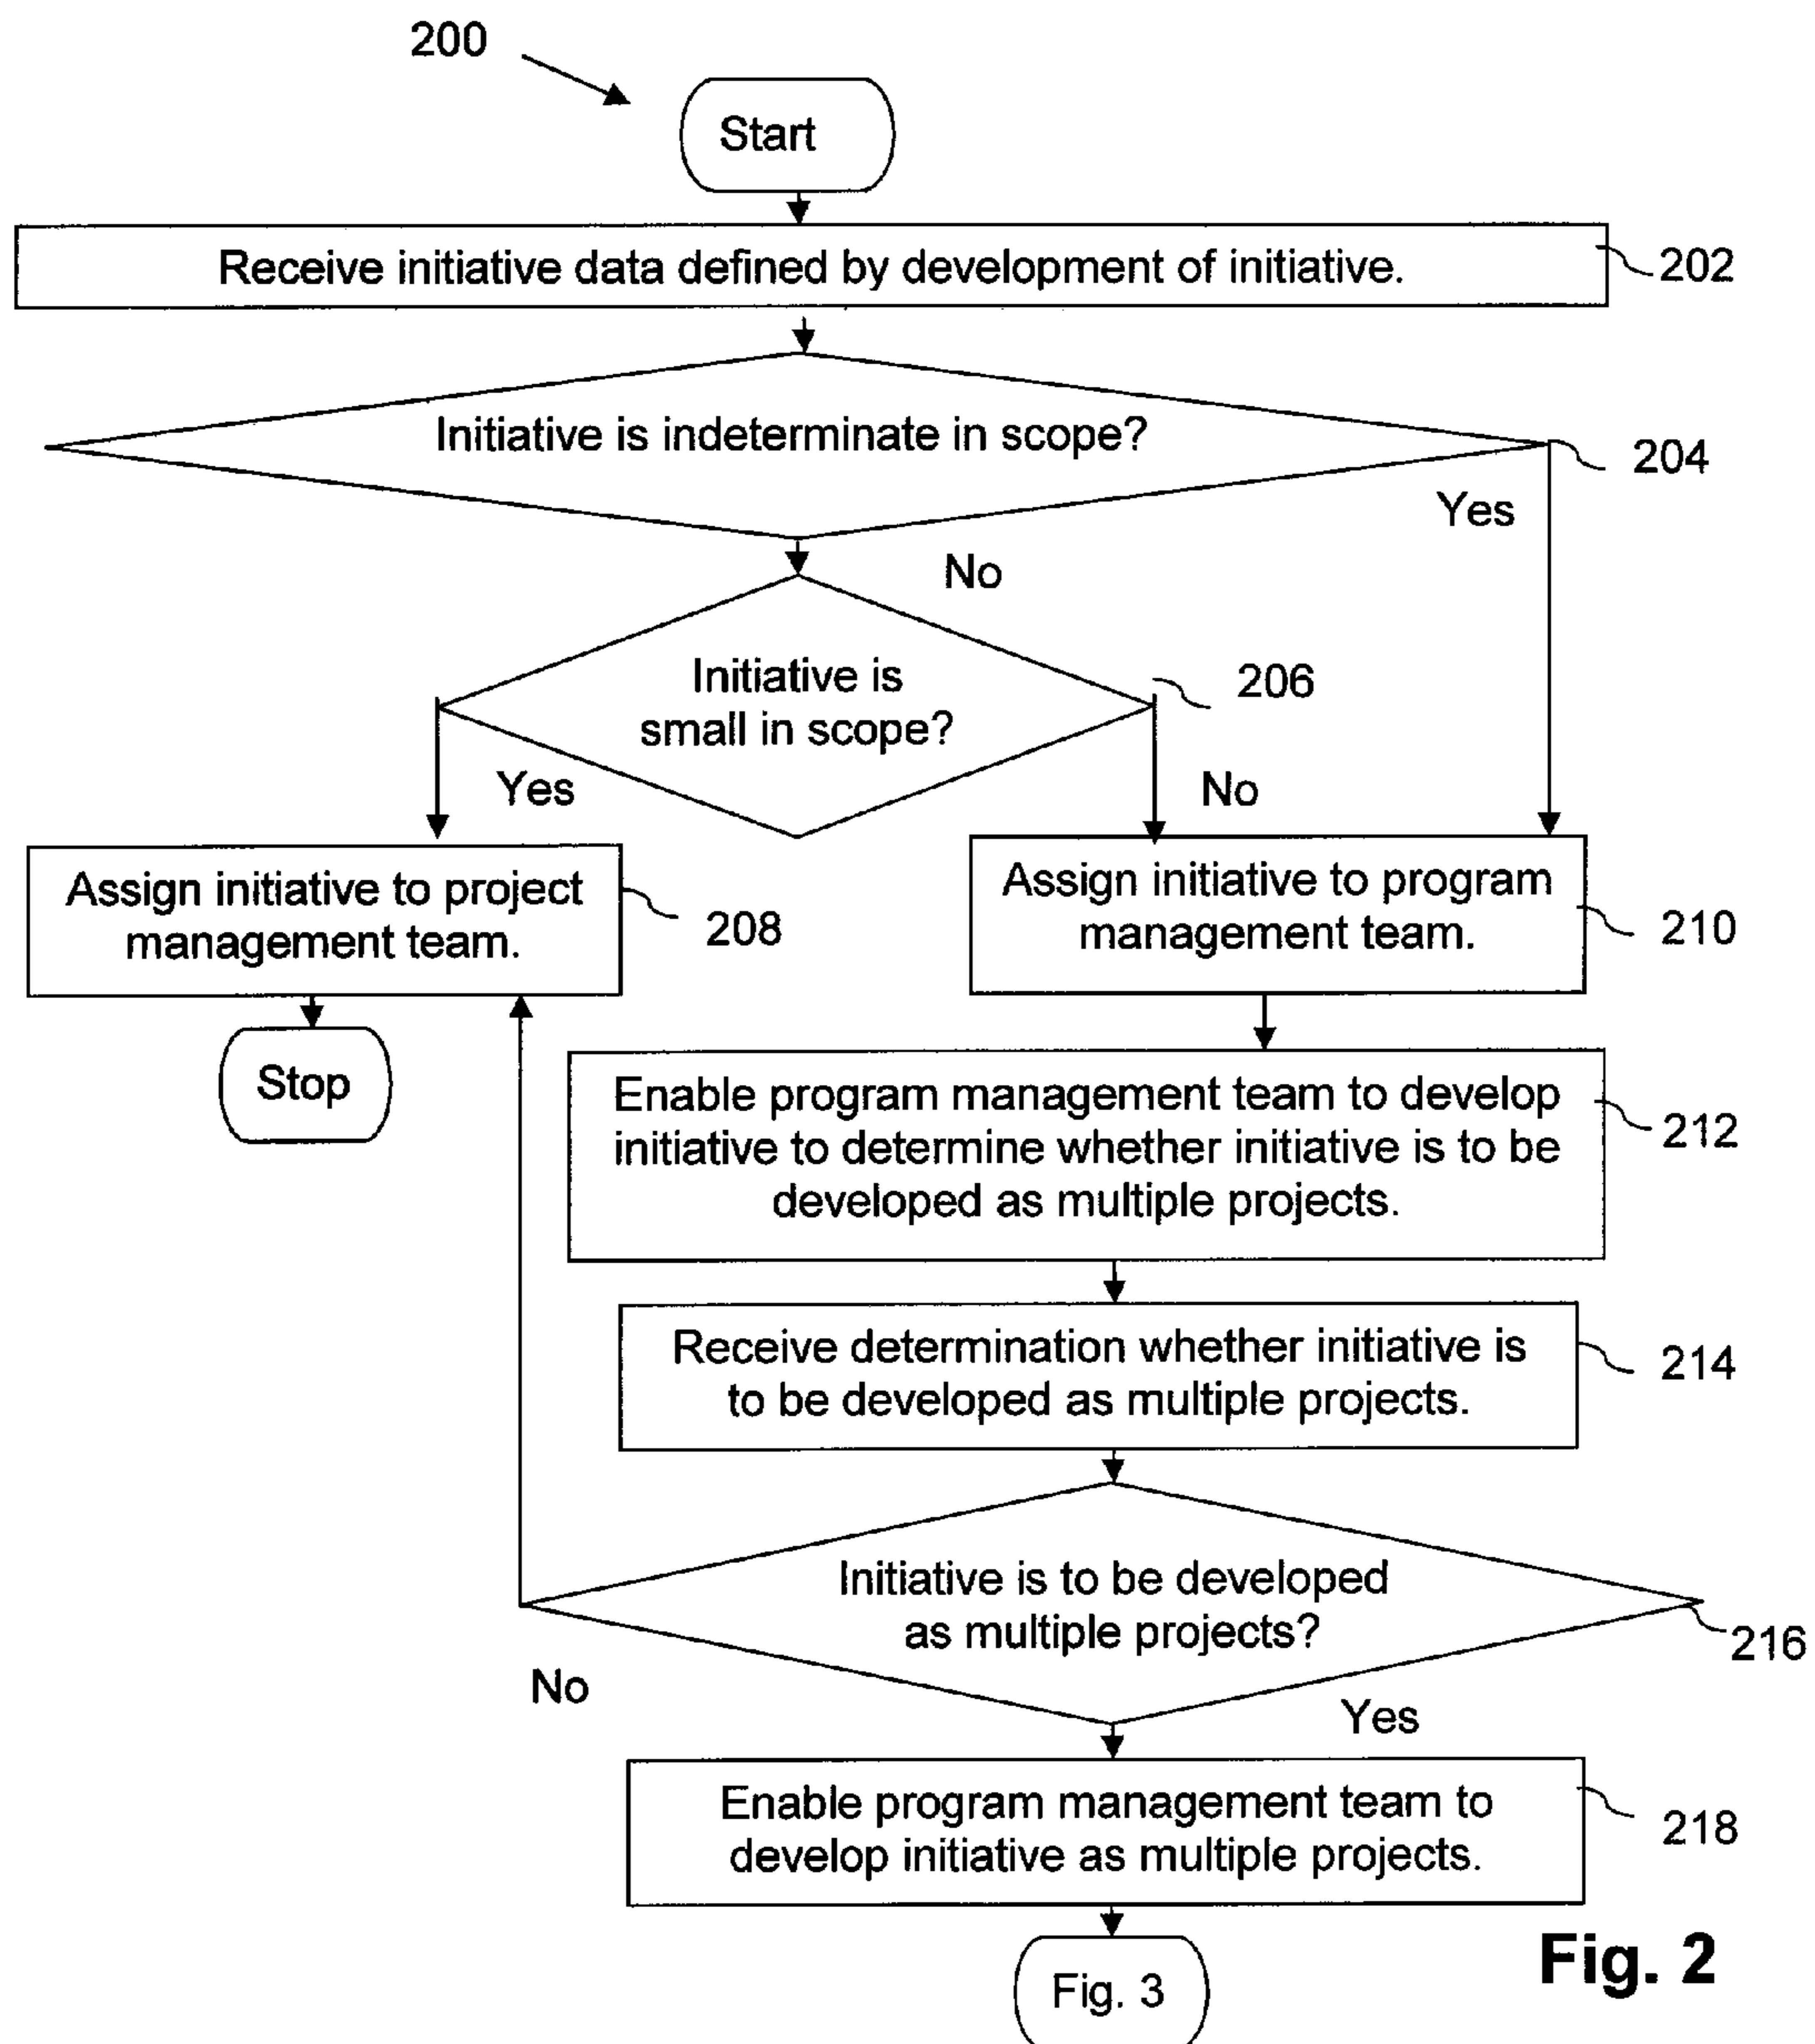 200
Start
Receive initiative data defined by development of initiative.
202
Initiative is indeterminate in scope?
204
Yes
No
Initiative is
small in scope?
206
Yes
No
Assign initiative to project
management team.
208
Assign initiative to program
management team.
210
Stop
Enable program management team to develop
initiative to determine whether initiative is to be
developed as multiple projects.
212
Receive determination whether initiative is
to be developed as multiple projects.
214
Initiative is to be developed
as multiple projects?
216
No
Yes
Enable program management team to
develop initiative as multiple projects.
218
Fig. 3
Fig. 2